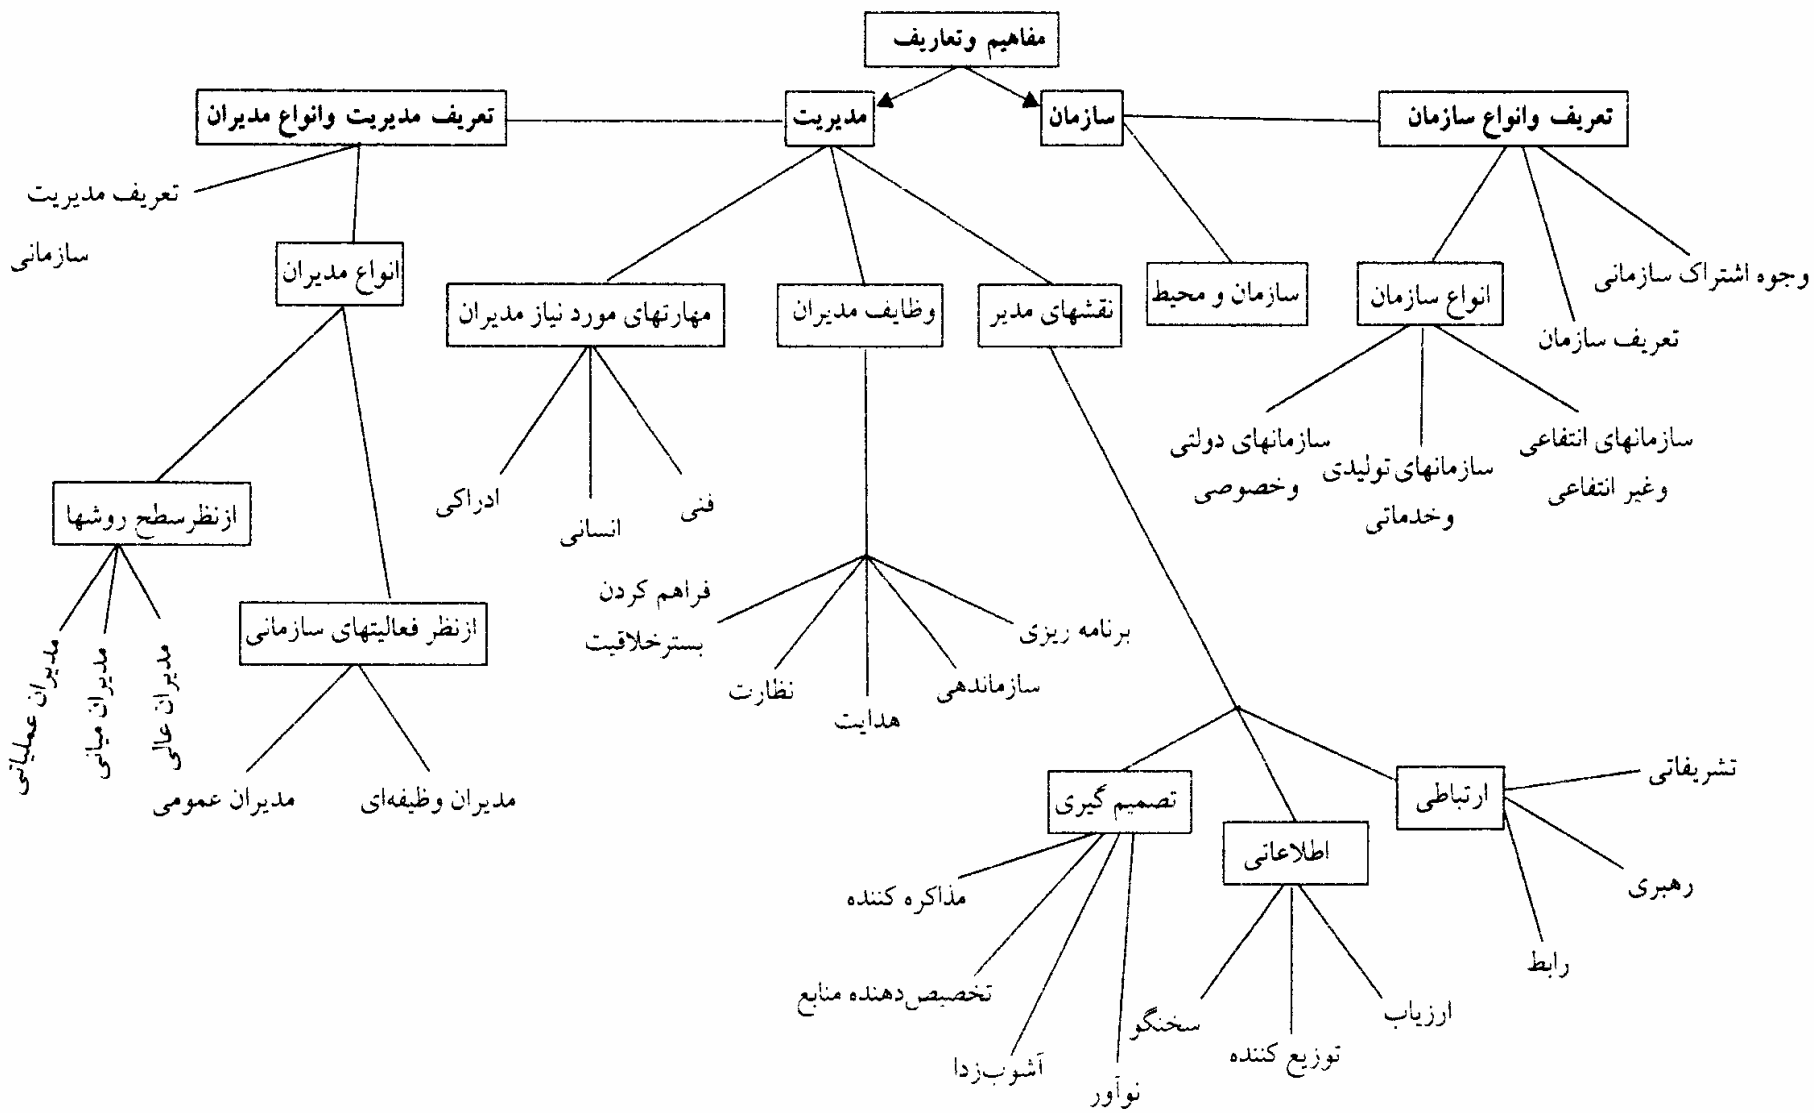 مفاهیم وتعاریف
تعریف وانواع سازمان
سازمان
مدیریت
تعریف مدیریت وانواع مدیران
تعریف مدیریت
سازمانی
انواع مدیران
وجوه اشتراک سازمانی
تعریف سازمان
انواع سازمان
سازمان و محیط
نقشهای مدیر
وظایف مدیران
مهارتهای مورد نیاز مدیران
سازمانهای انتفاعی
وغیر انتفاعی
سازمانهای تولیدی
وخدماتی
سازمانهای دولتی
وخصوصی
فنی
انسانی
ادراکی
ازنظرسطح روشها
مدیران عالی
مدیران میانی
مدیران عملیاتی
ازنظر فعالیتهای سازمانی
مدیران وظیفه‌ای
مدیران عمومی
برنامه ریزی
سازماندهی
هدایت
نظارت
فراهم کردن
بسترخلاقیت
ارتباطی
تشریفاتی
رهبری
رابط
اطلاعاتی
ارزیاب
توزیع کننده
سخنگو
تصمیم گیری
مذاکره کننده
تخصیص‌دهنده منابع
آشوب‌زدا
نوآور